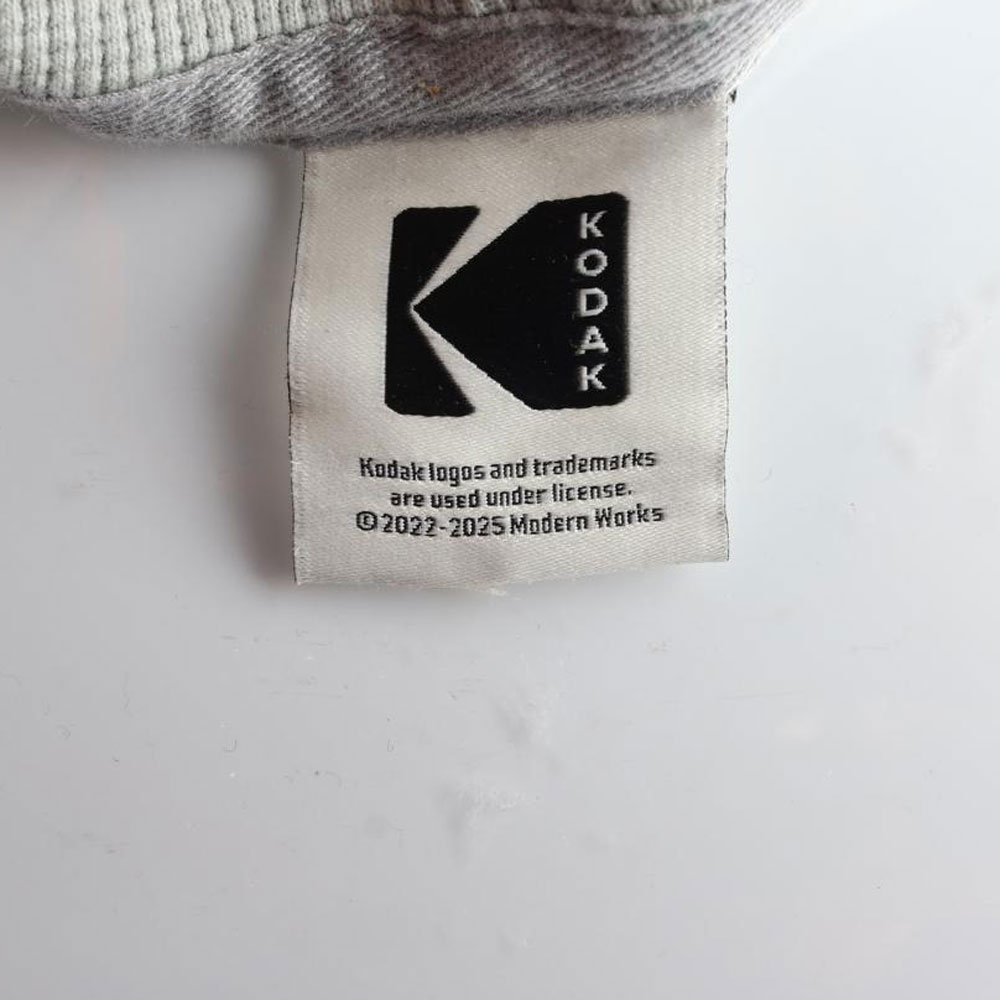 KODAK
Kodak logos and trademarks
are used under license.
© 2022-2025 Modern Works